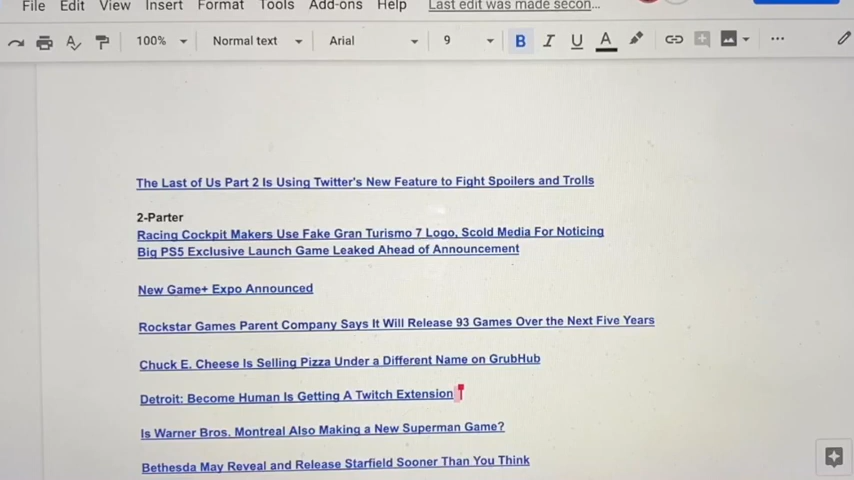 File Edit View Insert Format Tools Add-ons Help Last edit was made secon...
100% Normal text Arial 9 B I U A
The Last of Us Part 2 Is Using Twitter's New Feature to Fight Spoilers and Trolls
2-Parter
Racing Cockpit Makers Use Fake Gran Turismo 7 Logo, Scold Media For Noticing
Big PS5 Exclusive Launch Game Leaked Ahead of Announcement
New Game+ Expo Announced
Rockstar Games Parent Company Says It Will Release 93 Games Over the Next Five Years
Chuck E. Cheese Is Selling Pizza Under a Different Name on GrubHub
Detroit: Become Human Is Getting A Twitch Extension
Is Warner Bros. Montreal Also Making a New Superman Game?
Bethesda May Reveal and Release Starfield Sooner Than You Think